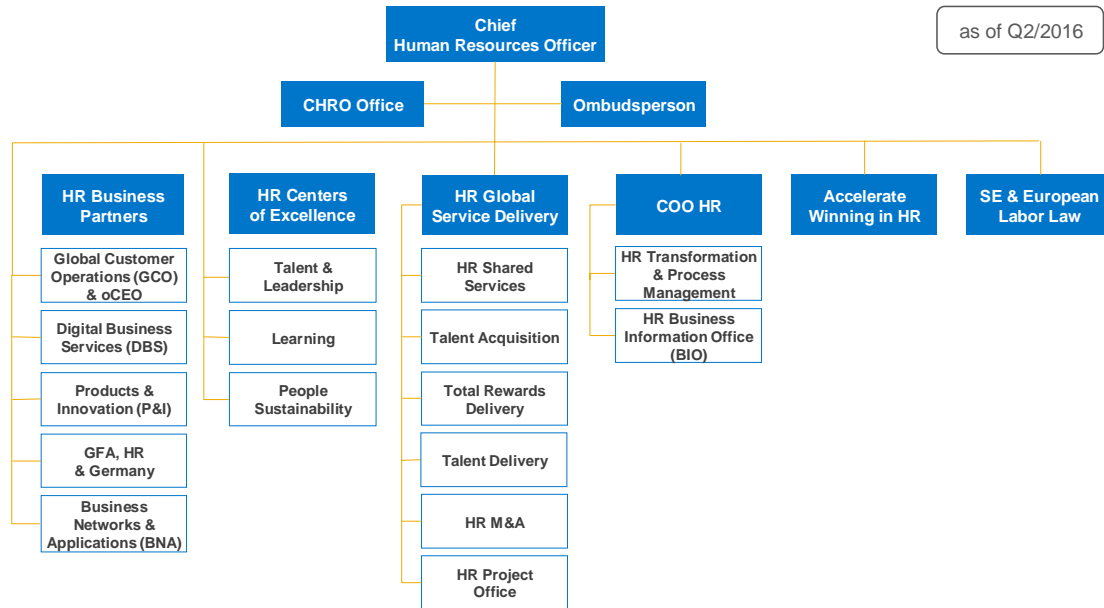 Chief
Human Resources Officer
as of Q2/2016
CHRO Office
Ombudsperson
HR Business
Partners
HR Centers
of Excellence
HR Global
Service Delivery
COO HR
Accelerate
Winning in HR
SE & European
Labor Law
Global Customer
Operations (GCO)
& oCEO
Digital Business
Services (DBS)
Products &
Innovation (P&I)
GFA, HR
& Germany
Business
Networks &
Applications (BNA)
Talent &
Leadership
Learning
People
Sustainability
HR Shared
Services
Talent Acquisition
Total Rewards
Delivery
Talent Delivery
HR M&A
HR Project
Office
HR Transformation
& Process
Management
HR Business
Information Office
(BIO)